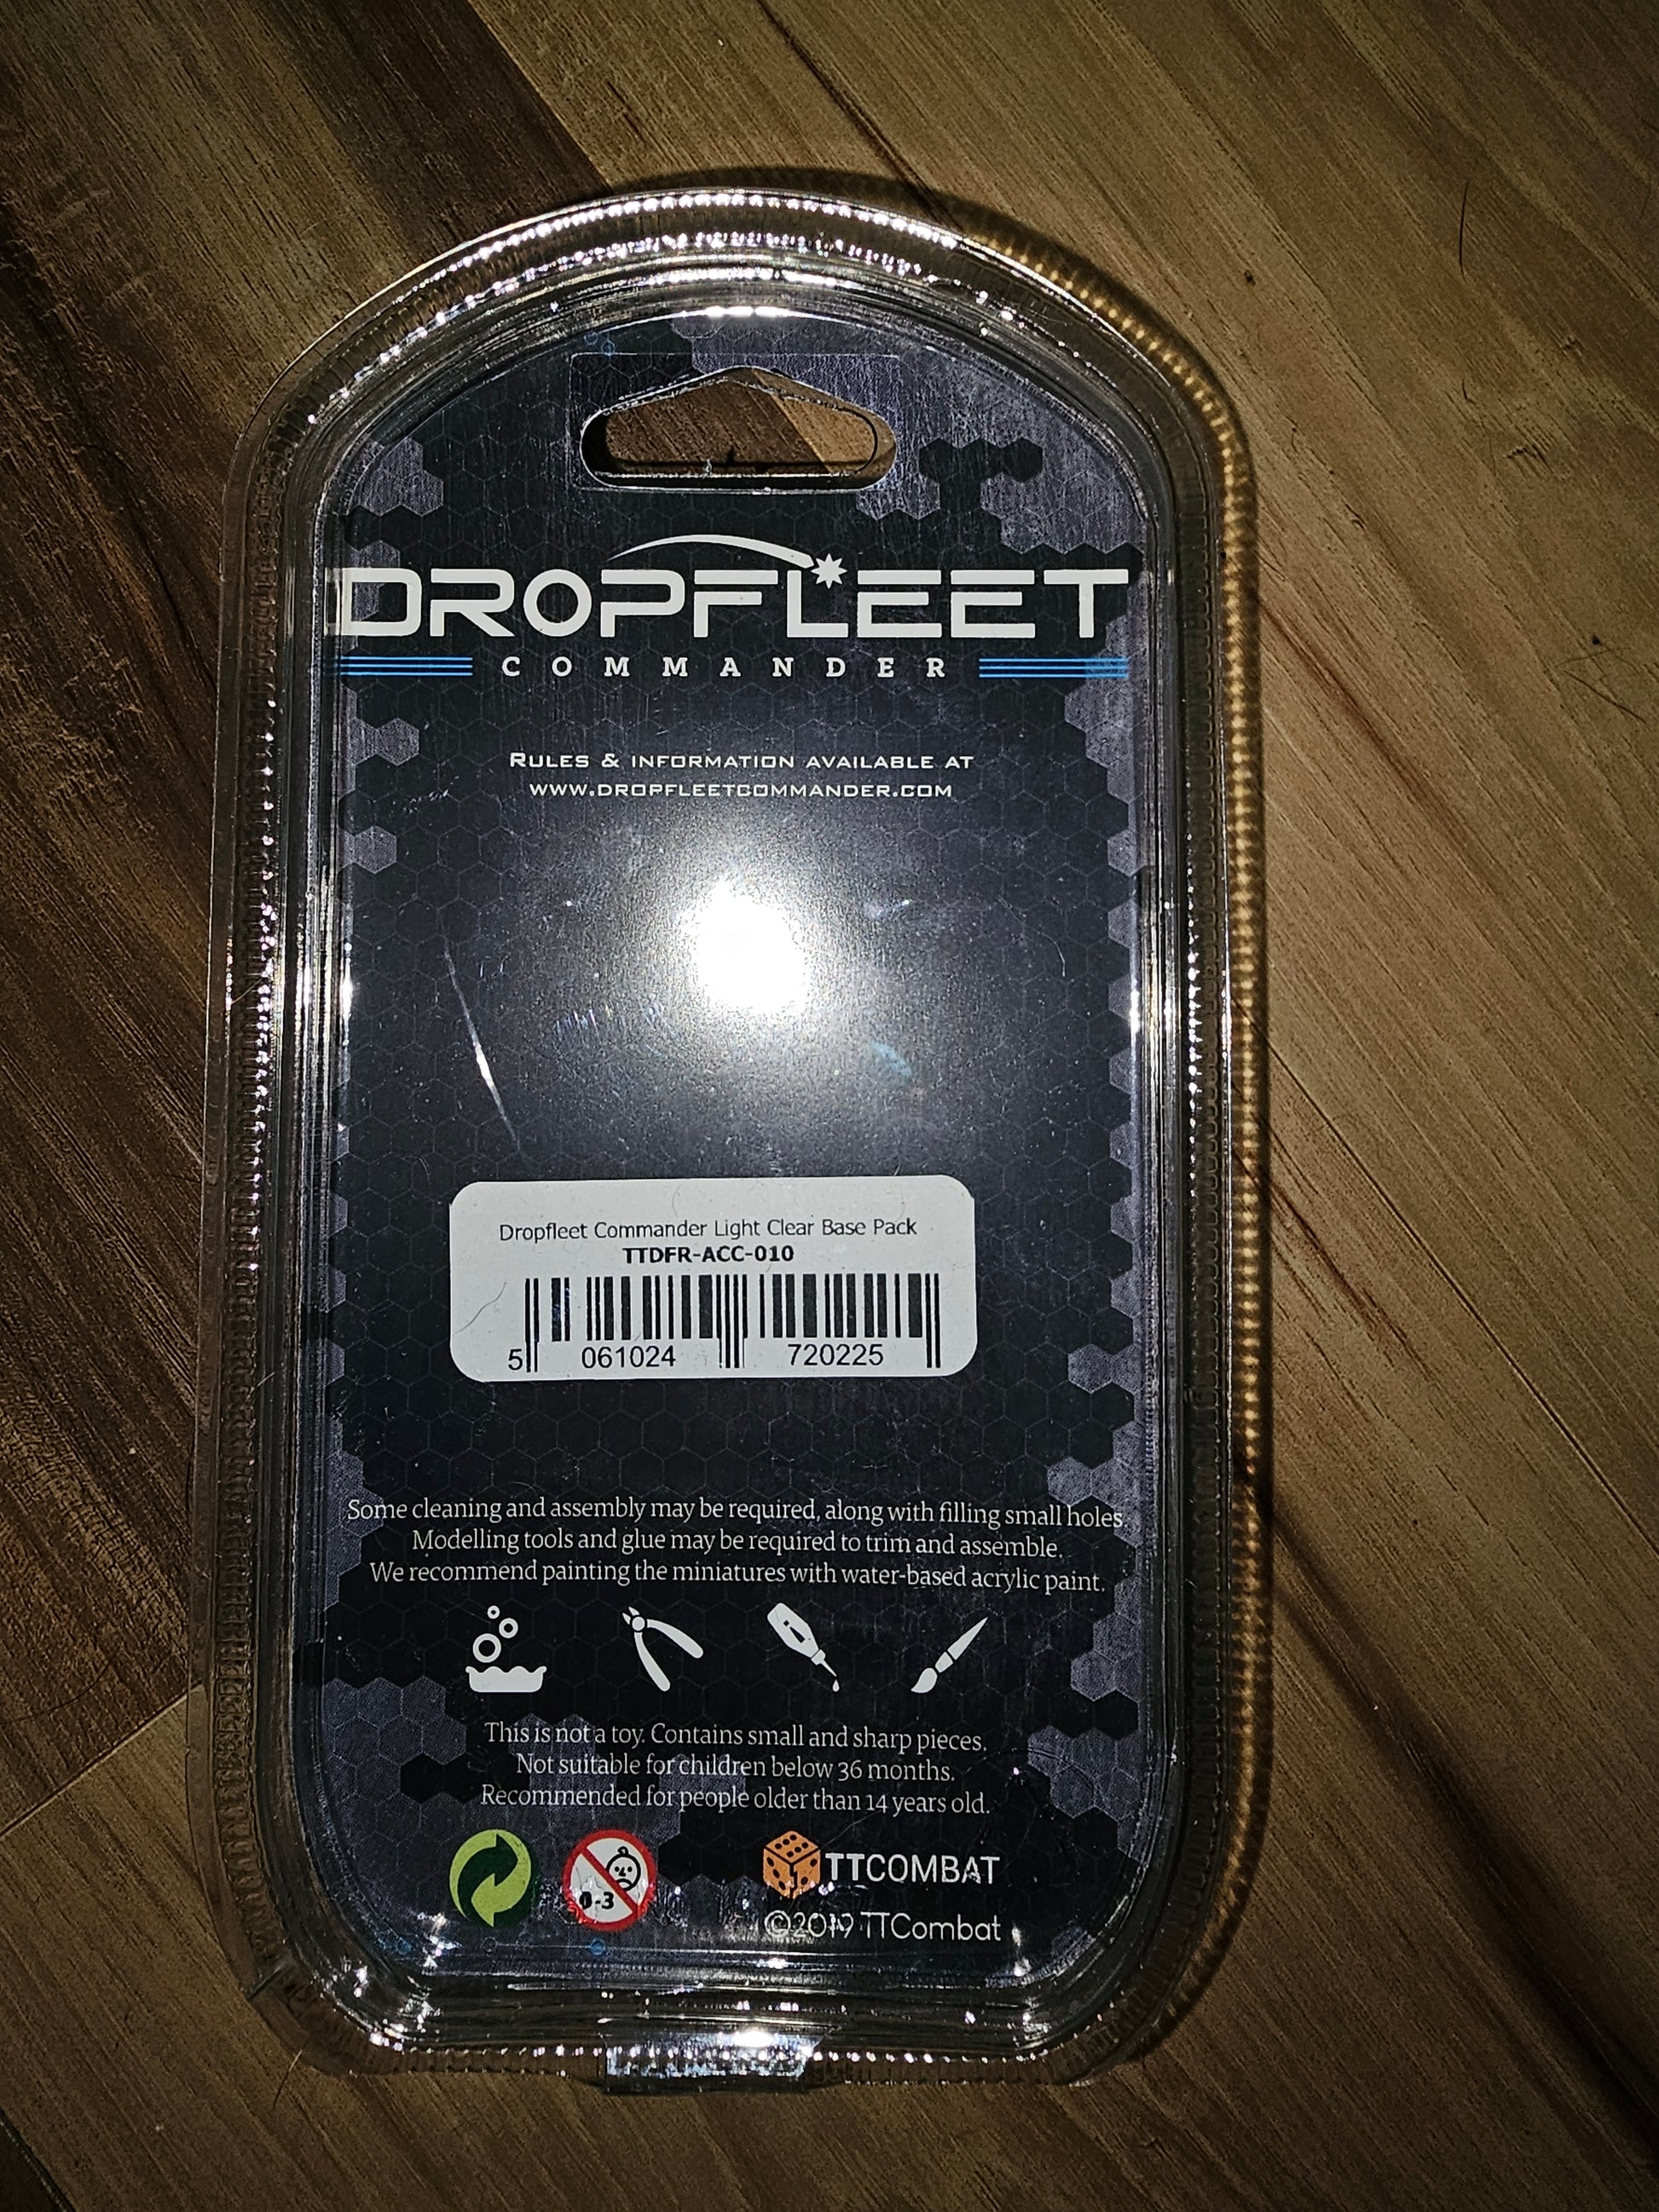 DROPFLEET
COMMANDER
RULES & INFORMATION AVAILABLE AT
WWW.DROPFLEETCOMMANDER.COM
Dropfleet Commander Light Clear Base Pack
TTDFR-ACC-010
5 061024 720225
Some cleaning and assembly may be required, along with filling small holes.
Modelling tools and glue may be required to trim and assemble.
We recommend painting the miniatures with water-based acrylic paint.
This is not a toy. Contains small and sharp pieces.
Not suitable for children below 36 months.
Recommended for people older than 14 years old.
0-3
TTCOMBAT
©2019 TTCombat